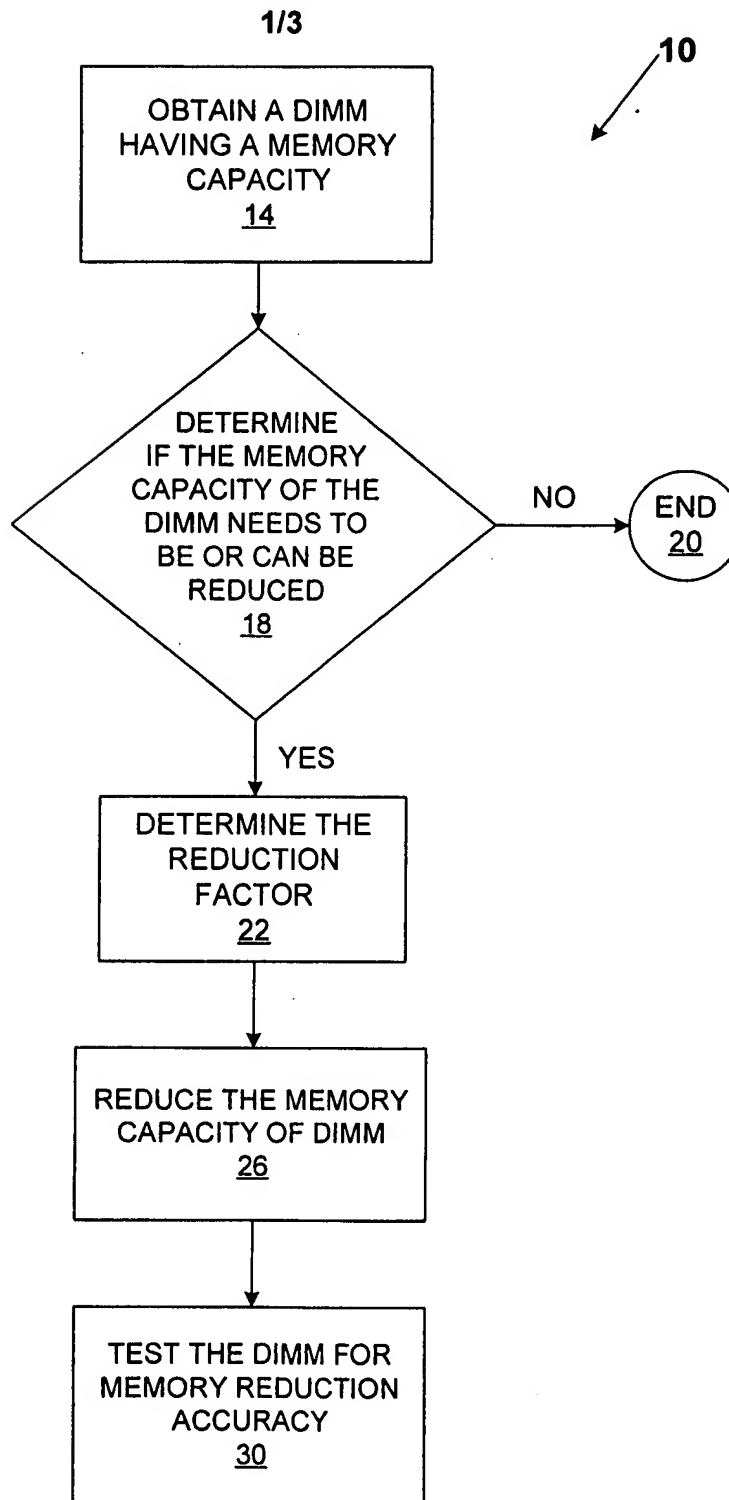 1/3
10
OBTAIN A DIMM
HAVING A MEMORY
CAPACITY
14
DETERMINE
IF THE MEMORY
CAPACITY OF THE
DIMM NEEDS TO
BE OR CAN BE
REDUCED
18
NO
END
20
YES
DETERMINE THE
REDUCTION
FACTOR
22
REDUCE THE MEMORY
CAPACITY OF DIMM
26
TEST THE DIMM FOR
MEMORY REDUCTION
ACCURACY
30